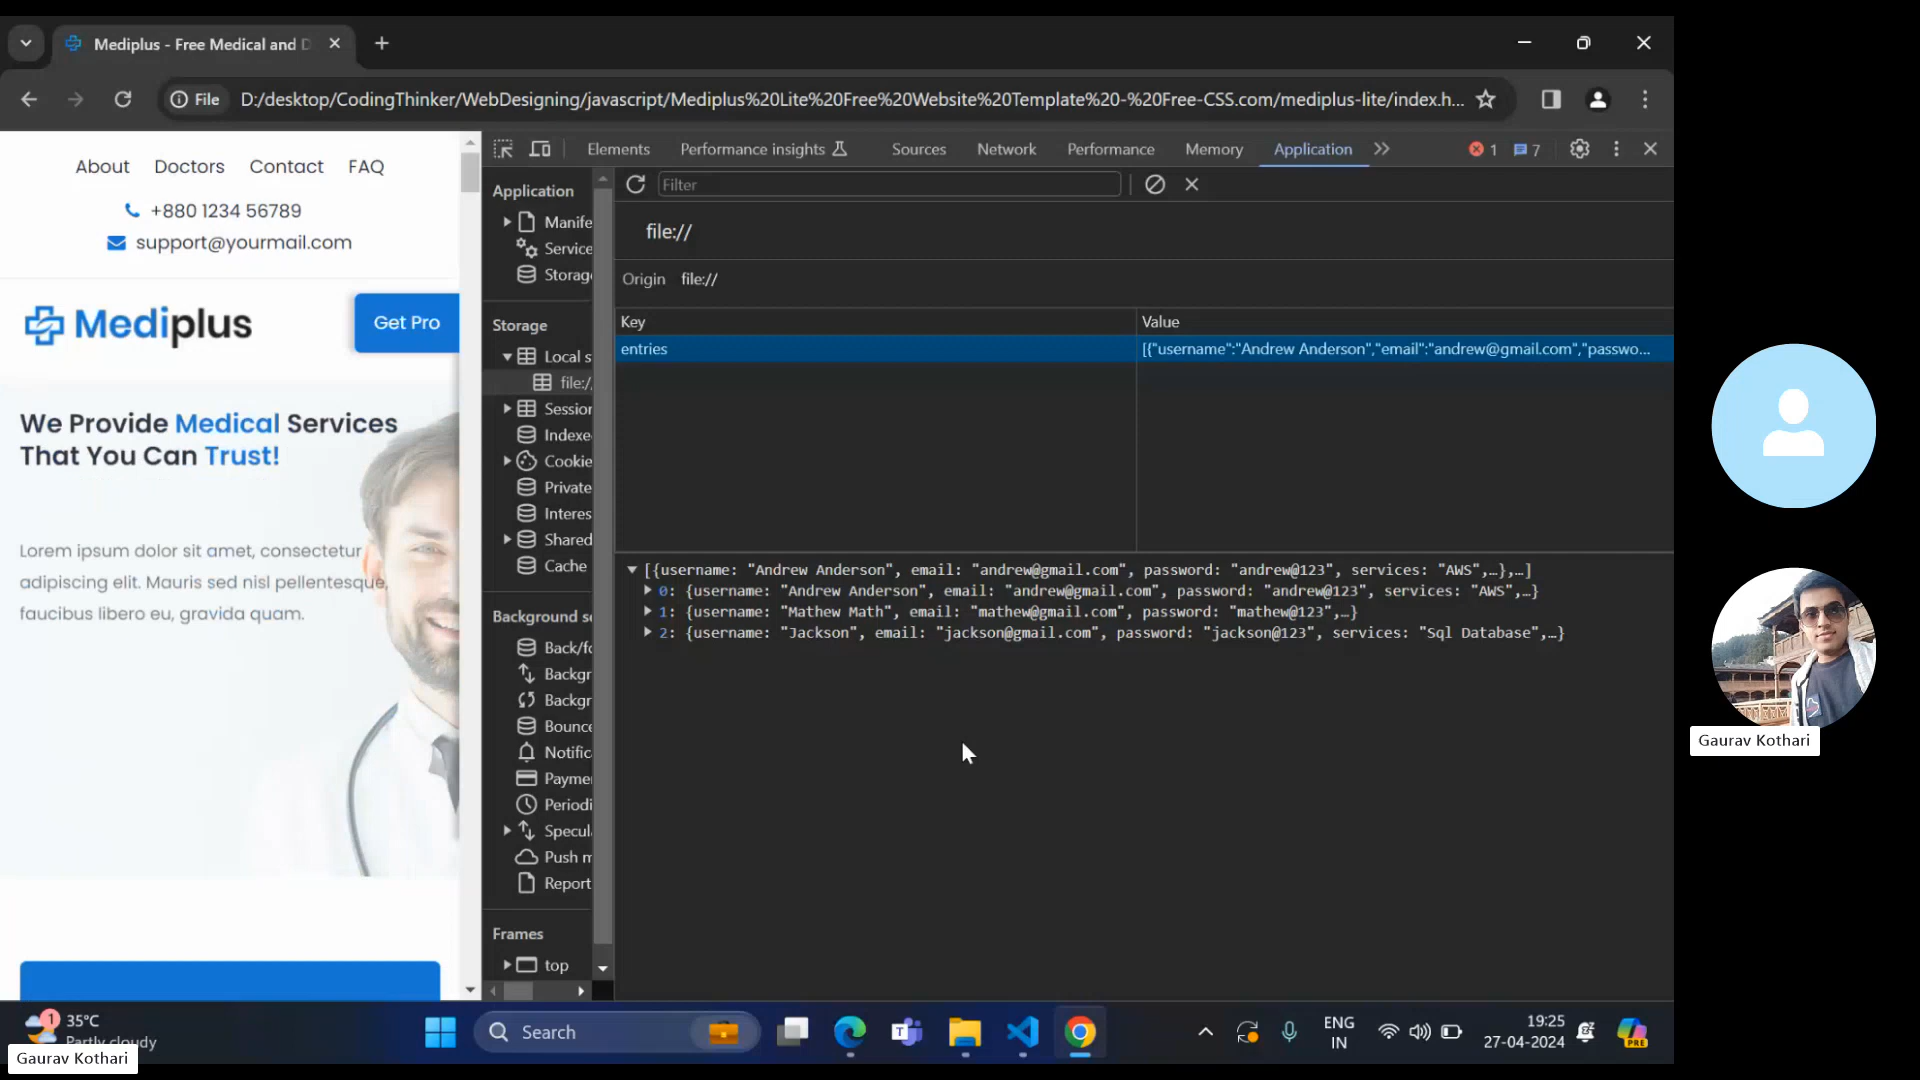 Mediplus - Free Medical and D
File
D:/desktop/CodingThinker/WebDesigning/javascript/Mediplus%20Lite%20Free%20Website%20Template%20-%20Free-CSS.com/mediplus-lite/index.h...
About Doctors Contact FAQ
+880 1234 56789
support@yourmail.com
Mediplus
Get Pro
We Provide Medical Services
That You Can Trust!
Lorem ipsum dolor sit amet, consectetur
adipiscing elit. Mauris sed nisl pellentesque,
faucibus libero eu, gravida quam.
Elements Performance insights Sources Network Performance Memory Application 1 7
Application
Manife
Service
Storag
Storage
Local s
file:/
Session
Indexe
Cookie
Private
Interes
Shared
Cache
Background se
Back/fo
Backgr
Backgr
Bounce
Notific
Payme
Periodi
Specul
Push m
Report
Frames
top
Filter
file://
Origin file://
Key Value
entries [{"username":"Andrew Anderson","email":"andrew@gmail.com","passwo...
[{username: "Andrew Anderson", email: "andrew@gmail.com", password: "andrew@123", services: "AWS",…},…]
0: {username: "Andrew Anderson", email: "andrew@gmail.com", password: "andrew@123", services: "AWS",…}
1: {username: "Mathew Math", email: "mathew@gmail.com", password: "mathew@123",…}
2: {username: "Jackson", email: "jackson@gmail.com", password: "jackson@123", services: "Sql Database",…}
Gaurav Kothari
1
35°C
Partly cloudy
Gaurav Kothari
Search
PRE
ENG
IN
19:25
27-04-2024